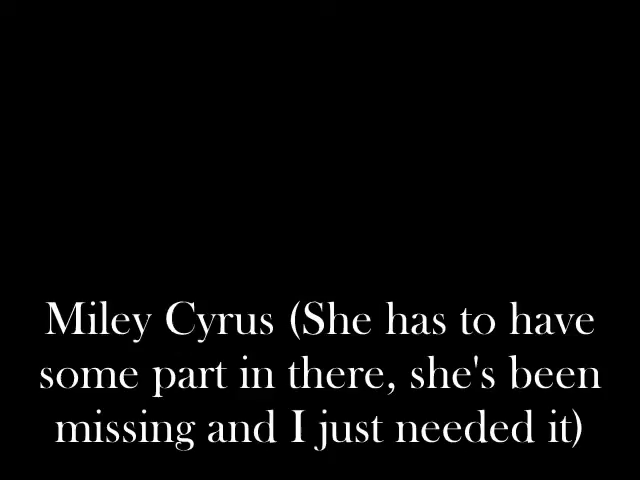 Miley Cyrus (She has to have
some part in there, she's been
missing and I just needed it)